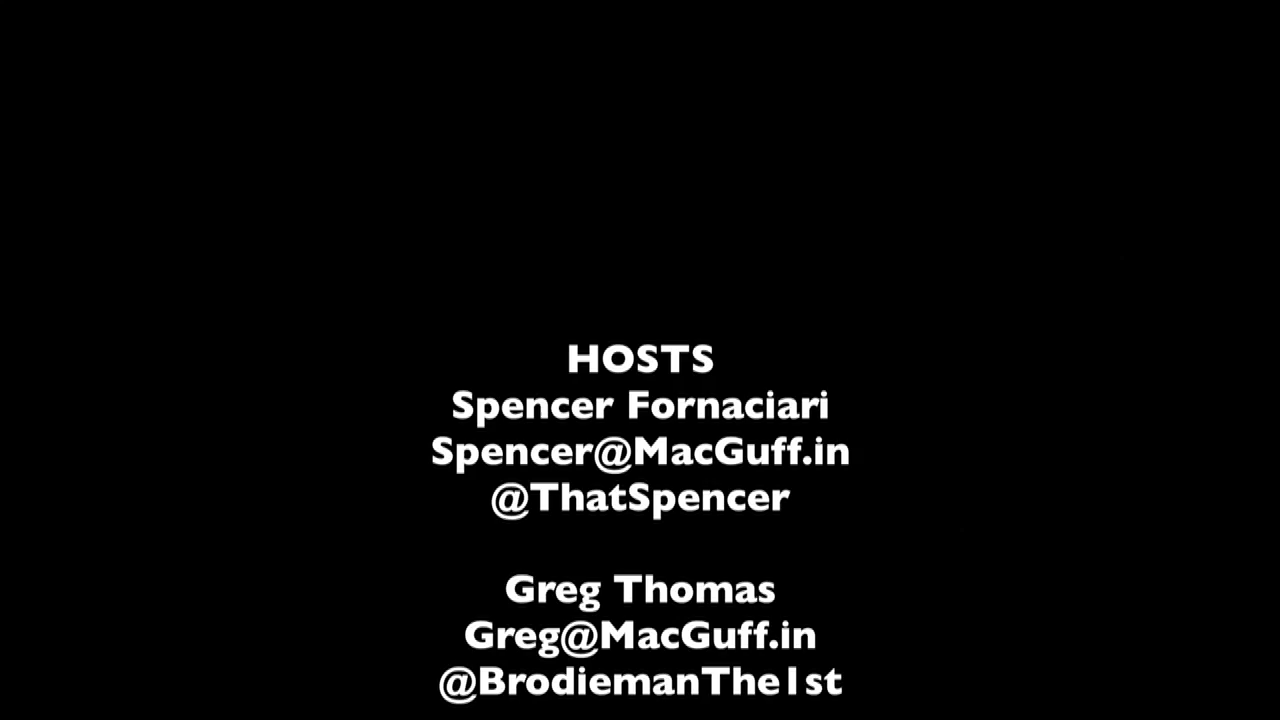 HOSTS
Spencer Fornaciari
Spencer@MacGuff.in
@ThatSpencer
Greg Thomas
Greg@MacGuff.in
@BrodiemanThe1st